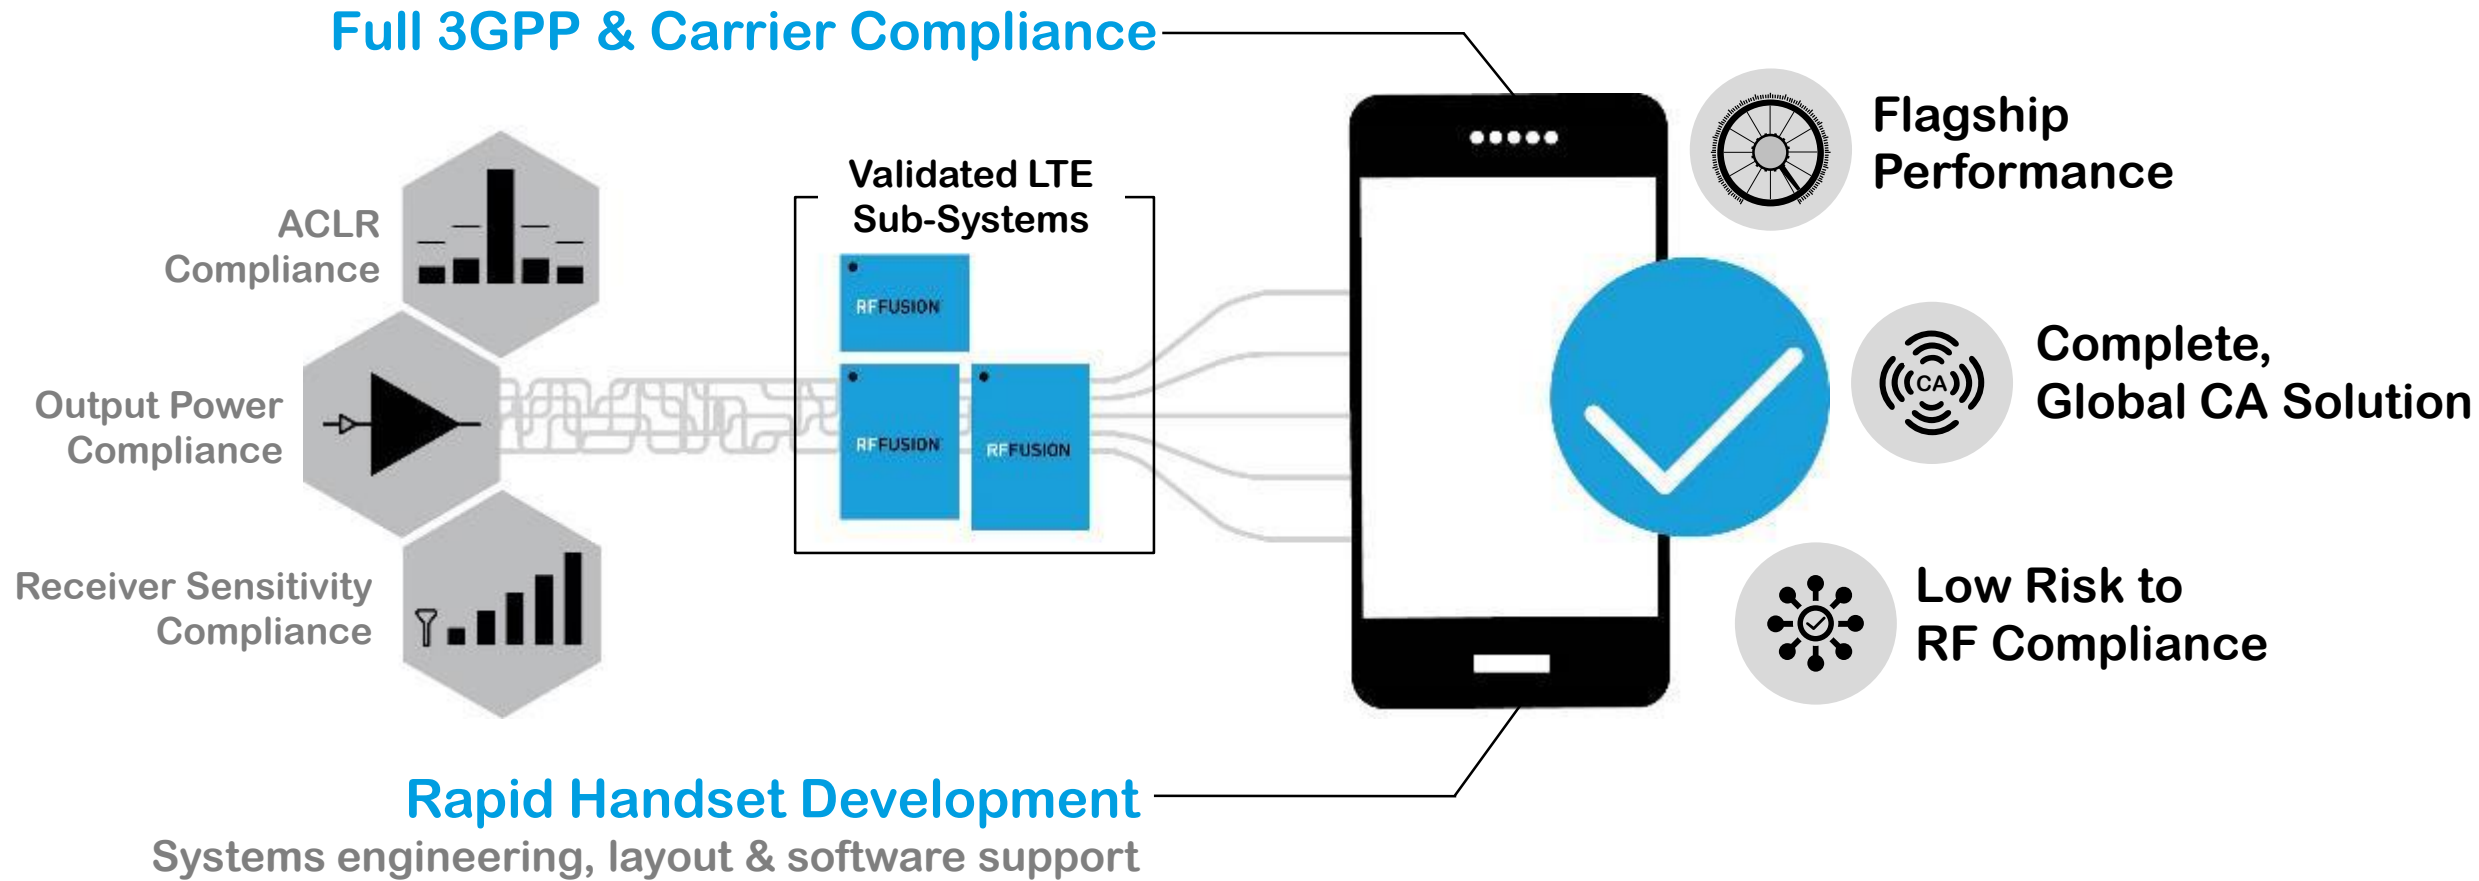 Full 3GPP & Carrier Compliance
ACLR
Compliance
Output Power
Compliance
Receiver Sensitivity
Compliance
Validated LTE
Sub-Systems
RFFUSION
RFFUSION
RFFUSION
Flagship
Performance
CA
Complete,
Global CA Solution
Low Risk to
RF Compliance
Rapid Handset Development
Systems engineering, layout & software support